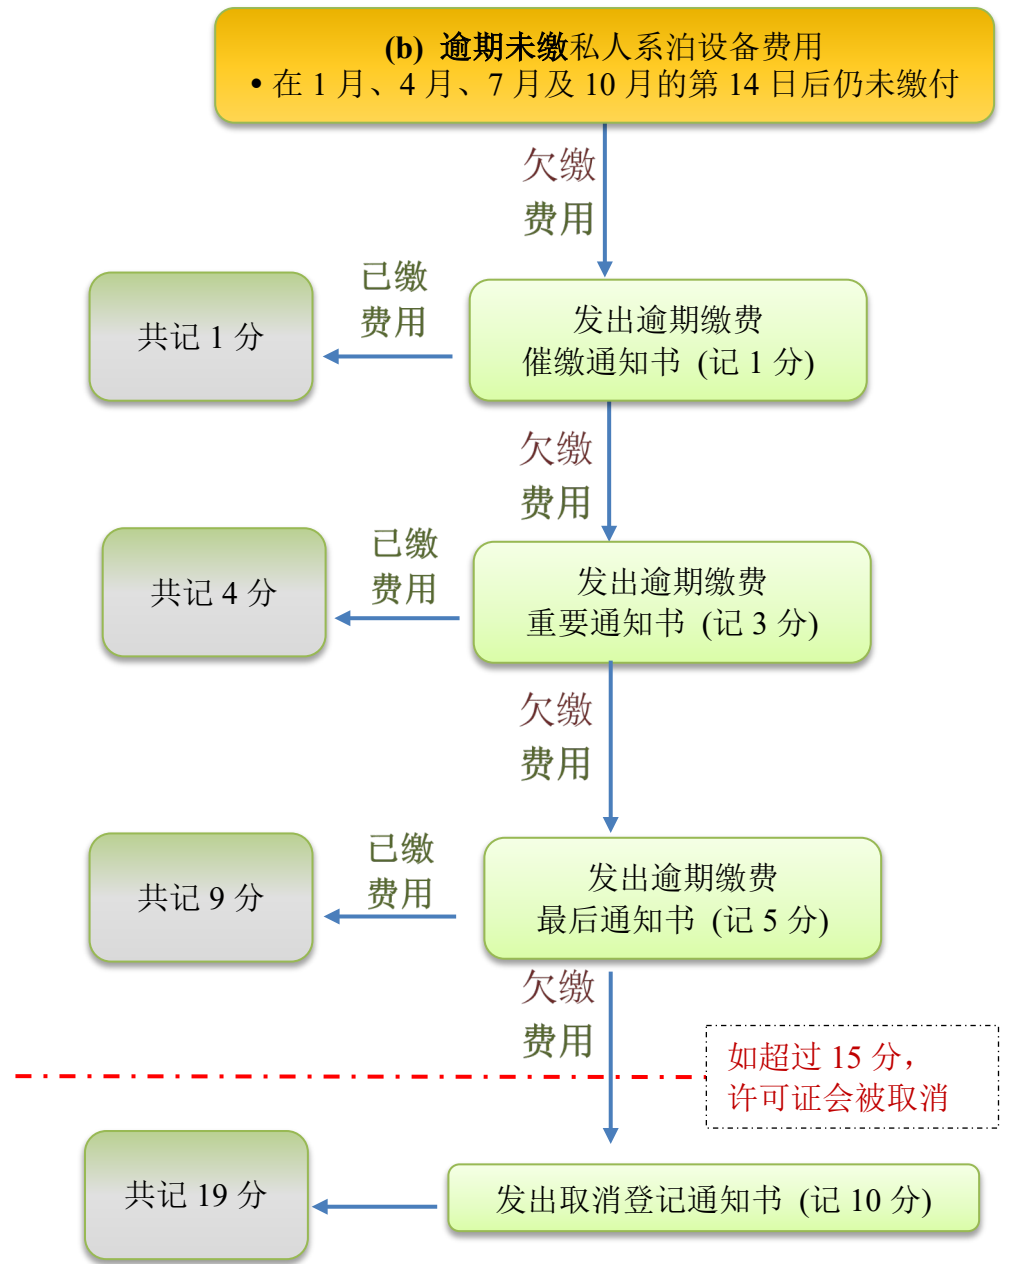 (b) 逾期未缴私人系泊设备费用
• 在 1 月、4 月、7 月及 10 月的第 14 日后仍未缴付
欠缴
费用
已缴
费用
共记 1 分
发出逾期缴费
催缴通知书 (记 1 分)
欠缴
费用
已缴
费用
共记 4 分
发出逾期缴费
重要通知书 (记 3 分)
欠缴
费用
已缴
费用
共记 9 分
发出逾期缴费
最后通知书 (记 5 分)
欠缴
费用
如超过 15 分，
许可证会被取消
共记 19 分
发出取消登记通知书 (记 10 分)